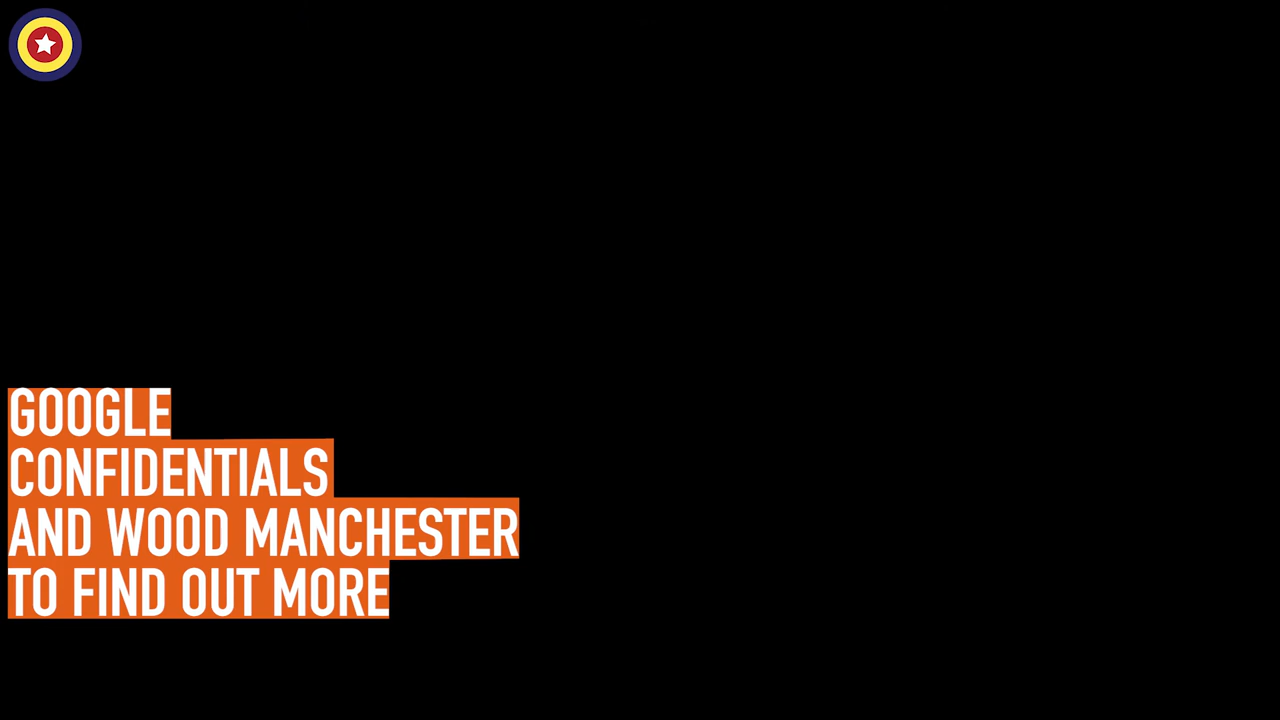 GOOGLE
CONFIDENTIALS
AND WOOD MANCHESTER
TO FIND OUT MORE